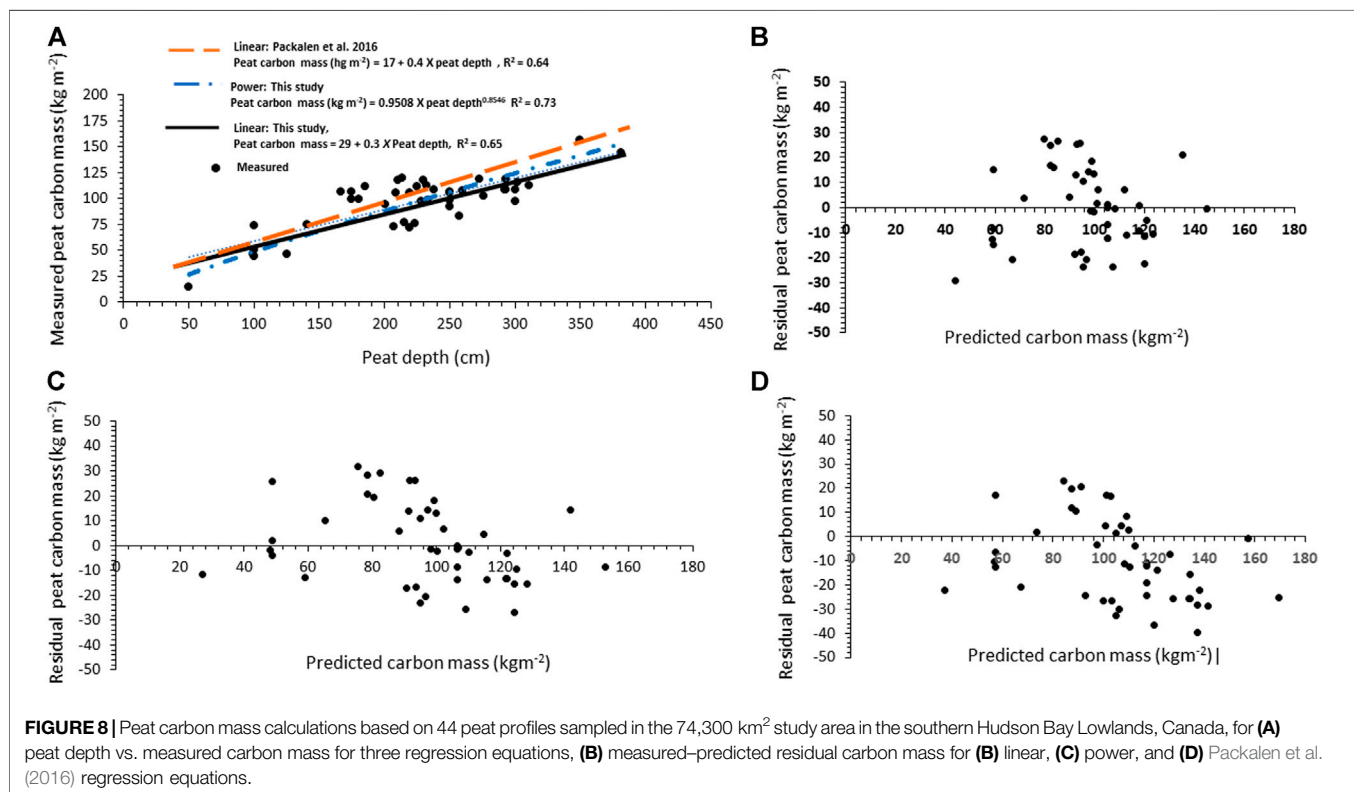 A
Linear: Packalen et al. 2016
Peat carbon mass (hg m-2) = 17 + 0.4 X peat depth , R2 = 0.64
Power: This study
Peat carbon mass (kg m-2) = 0.9508 X peat depth0.8546 R2 = 0.73
Linear: This study,
Peat carbon mass = 29 + 0.3 X Peat depth, R2 = 0.65
Measured
Measured peat carbon mass (kg m-2)
200
175
150
125
100
75
50
25
0
0 50 100 150 200 250 300 350 400 450
Peat depth (cm)
B
Residual peat carbon mass (kg m-2)
50
40
30
20
10
0
-10
-20
-30
-40
-50
0 20 40 60 80 100 120 140 160 180
Predicted carbon mass (kgm-2)
C
Residual peat carbon mass (kg m-2)
50
40
30
20
10
0
-10
-20
-30
-40
-50
0 20 40 60 80 100 120 140 160 180
Predicted carbon mass (kgm-2)
D
Residual peat carbon mass (kg m-2)
50
40
30
20
10
0
-10
-20
-30
-40
-50
0 20 40 60 80 100 120 140 160 180
Predicted carbon mass (kgm-2) |
FIGURE 8 | Peat carbon mass calculations based on 44 peat profiles sampled in the 74,300 km2 study area in the southern Hudson Bay Lowlands, Canada, for (A)
peat depth vs. measured carbon mass for three regression equations, (B) measured–predicted residual carbon mass for (B) linear, (C) power, and (D) Packalen et al.
(2016) regression equations.